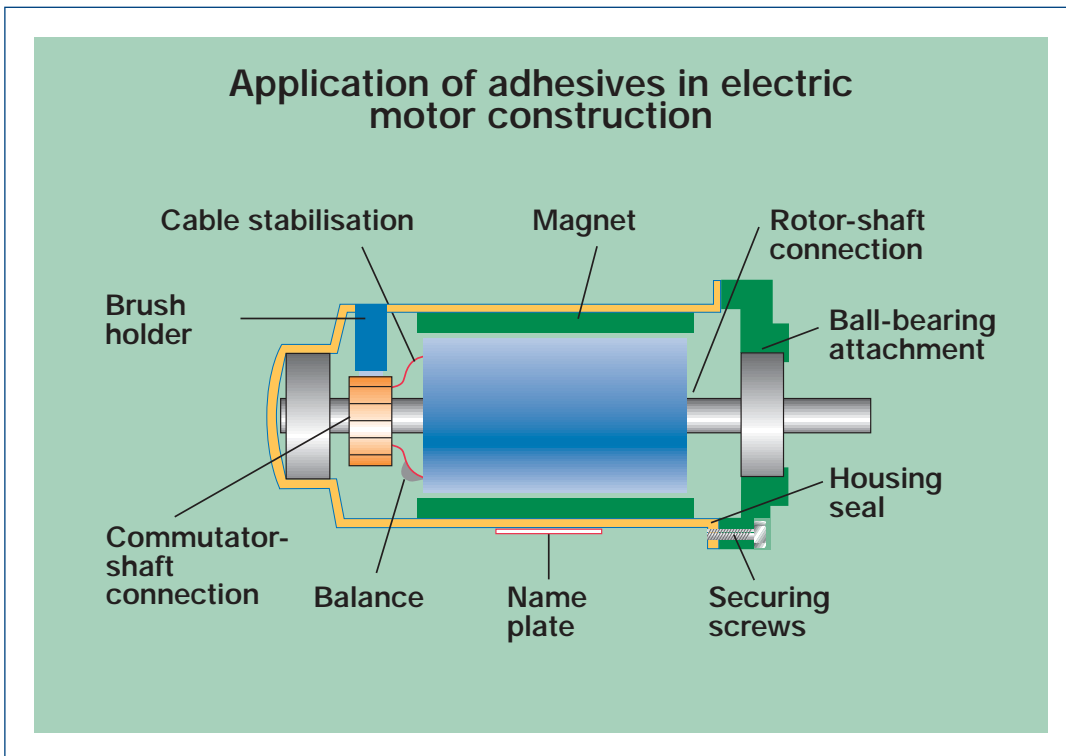 Application of adhesives in electric
motor construction
Cable stabilisation
Magnet
Rotor-shaft
connection
Brush
holder
Ball-bearing
attachment
Housing
seal
Commutator-
shaft
connection
Balance
Name
plate
Securing
screws